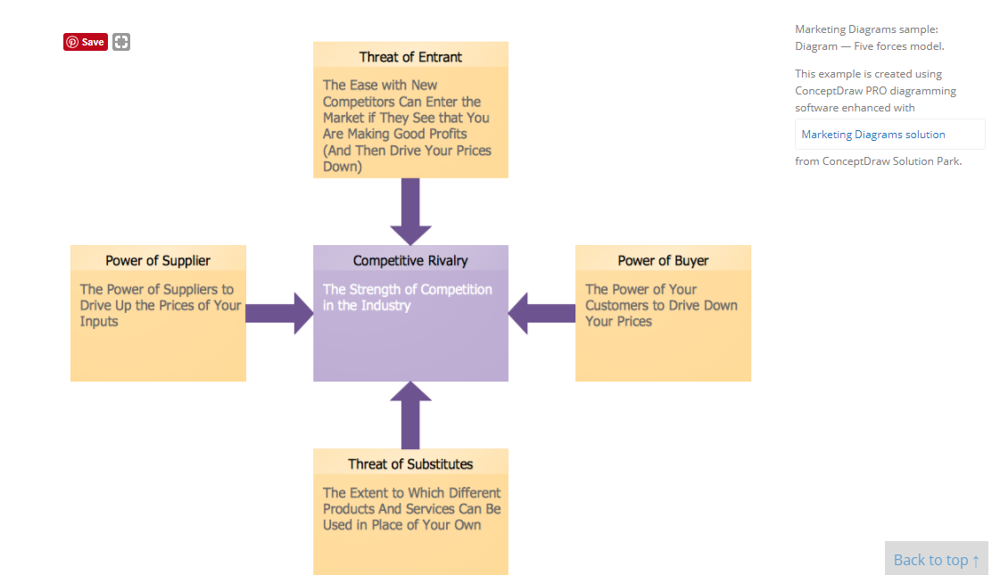 Save
Threat of Entrant
The Ease with New
Competitors Can Enter the
Market if They See that You
Are Making Good Profits
(And Then Drive Your Prices
Down)
Power of Supplier
The Power of Suppliers to
Drive Up the Prices of Your
Inputs
Competitive Rivalry
The Strength of Competition
in the Industry
Power of Buyer
The Power of Your
Customers to Drive Down
Your Prices
Threat of Substitutes
The Extent to Which Different
Products And Services Can Be
Used in Place of Your Own
Marketing Diagrams sample:
Diagram — Five forces model.
This example is created using
ConceptDraw PRO diagramming
software enhanced with
Marketing Diagrams solution
from ConceptDraw Solution Park.
Back to top ↑